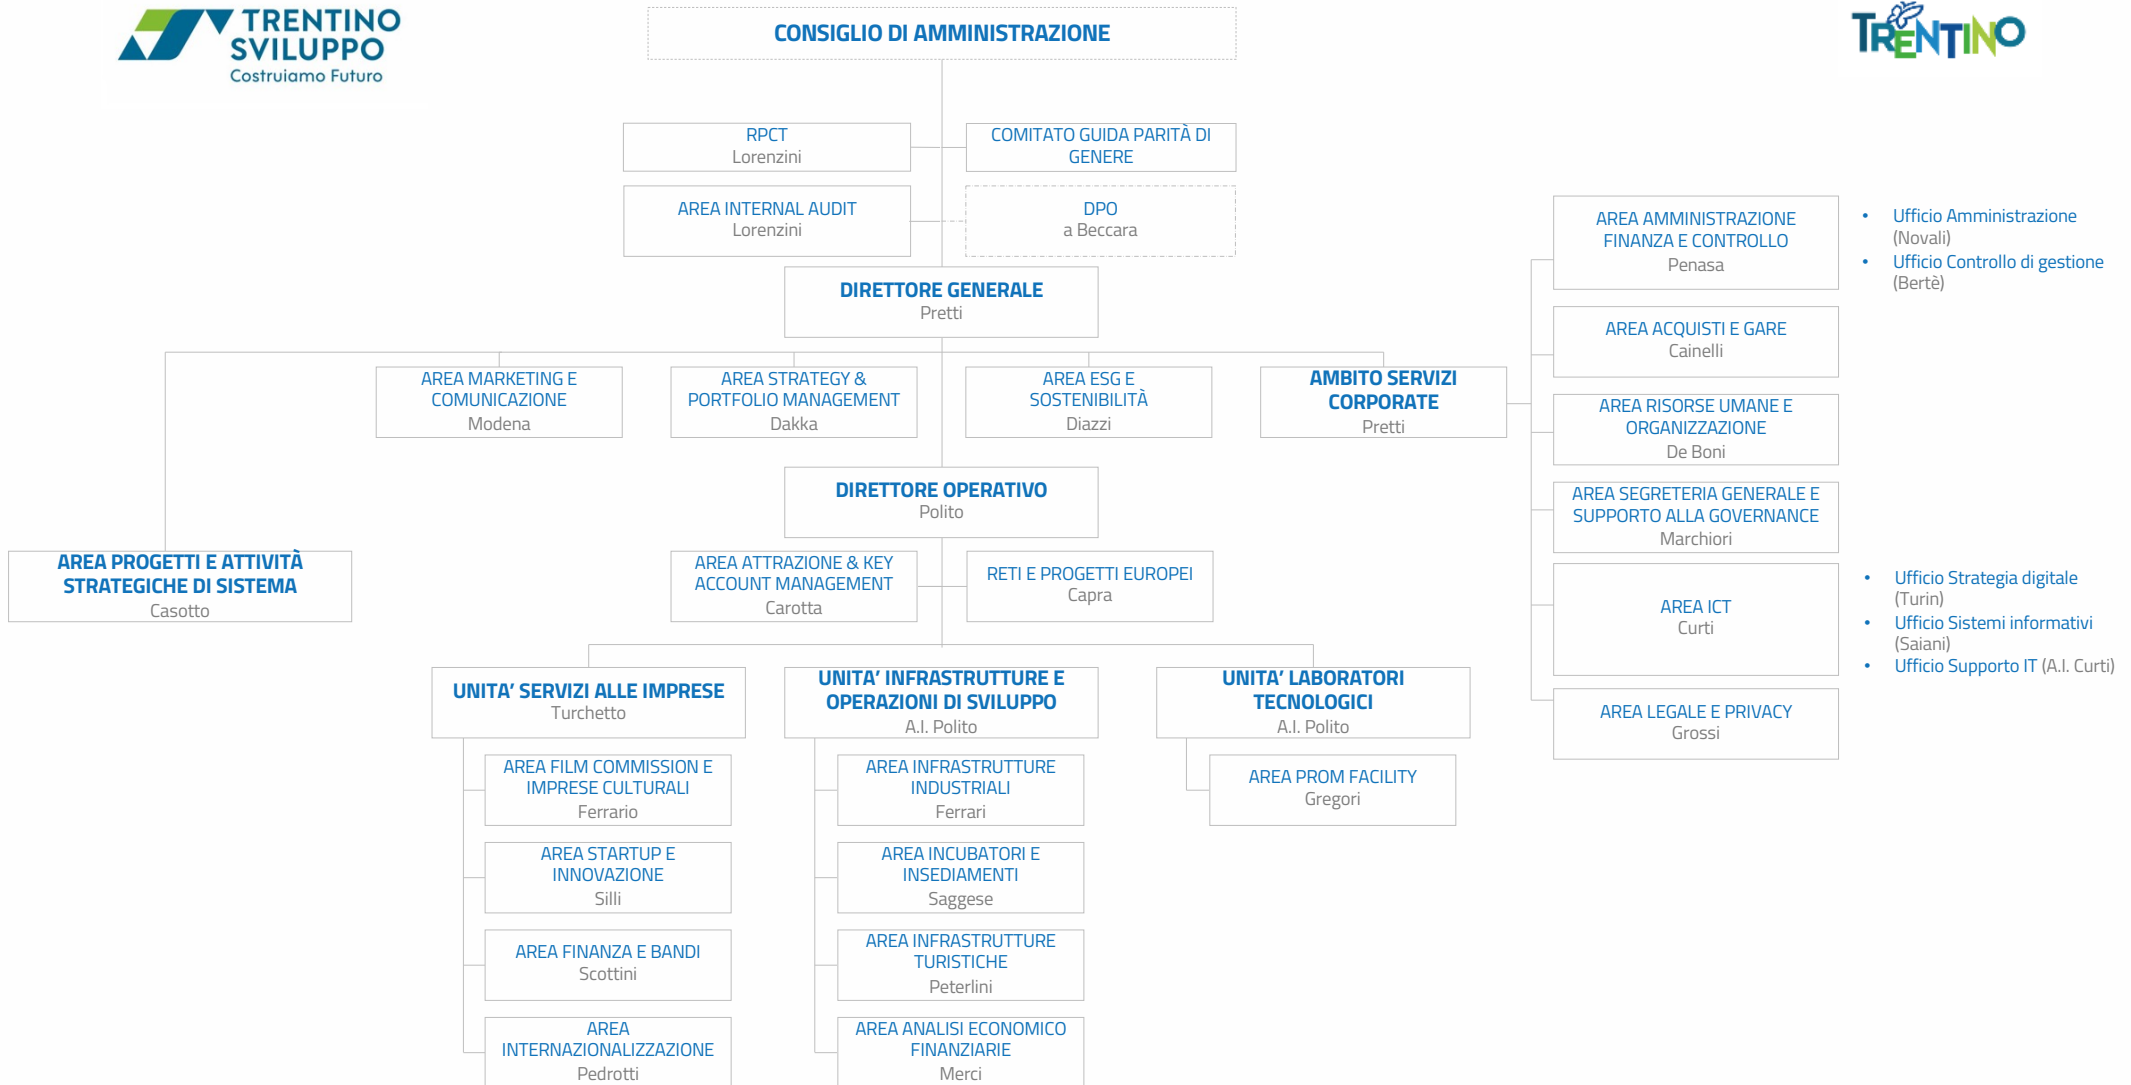 TRENTINO
SVILUPPO
Costruiamo Futuro
CONSIGLIO DI AMMINISTRAZIONE
TRENTINO
RPCT
Lorenzini
COMITATO GUIDA PARITÀ DI
GENERE
AREA INTERNAL AUDIT
Lorenzini
DPO
a Beccara
DIRETTORE GENERALE
Pretti
AREA MARKETING E
COMUNICAZIONE
Modena
AREA STRATEGY &
PORTFOLIO MANAGEMENT
Dakka
AREA ESG E
SOSTENIBILITÀ
Diazzi
AMBITO SERVIZI
CORPORATE
Pretti
AREA AMMINISTRAZIONE
FINANZA E CONTROLLO
Penasa
• Ufficio Amministrazione
(Novali)
• Ufficio Controllo di gestione
(Bertè)
AREA ACQUISTI E GARE
Cainelli
AREA RISORSE UMANE E
ORGANIZZAZIONE
De Boni
AREA SEGRETERIA GENERALE E
SUPPORTO ALLA GOVERNANCE
Marchiori
AREA ICT
Curti
• Ufficio Strategia digitale
(Turin)
• Ufficio Sistemi informativi
(Saiani)
• Ufficio Supporto IT (A.I. Curti)
AREA LEGALE E PRIVACY
Grossi
DIRETTORE OPERATIVO
Polito
AREA PROGETTI E ATTIVITÀ
STRATEGICHE DI SISTEMA
Casotto
AREA ATTRAZIONE & KEY
ACCOUNT MANAGEMENT
Carotta
RETI E PROGETTI EUROPEI
Capra
UNITA’ SERVIZI ALLE IMPRESE
Turchetto
UNITA’ INFRASTRUTTURE E
OPERAZIONI DI SVILUPPO
A.I. Polito
UNITA’ LABORATORI
TECNOLOGICI
A.I. Polito
AREA FILM COMMISSION E
IMPRESE CULTURALI
Ferrario
AREA STARTUP E
INNOVAZIONE
Silli
AREA FINANZA E BANDI
Scottini
AREA
INTERNAZIONALIZZAZIONE
Pedrotti
AREA INFRASTRUTTURE
INDUSTRIALI
Ferrari
AREA INCUBATORI E
INSEDIAMENTI
Saggese
AREA INFRASTRUTTURE
TURISTICHE
Peterlini
AREA ANALISI ECONOMICO
FINANZIARIE
Merci
AREA PROM FACILITY
Gregori